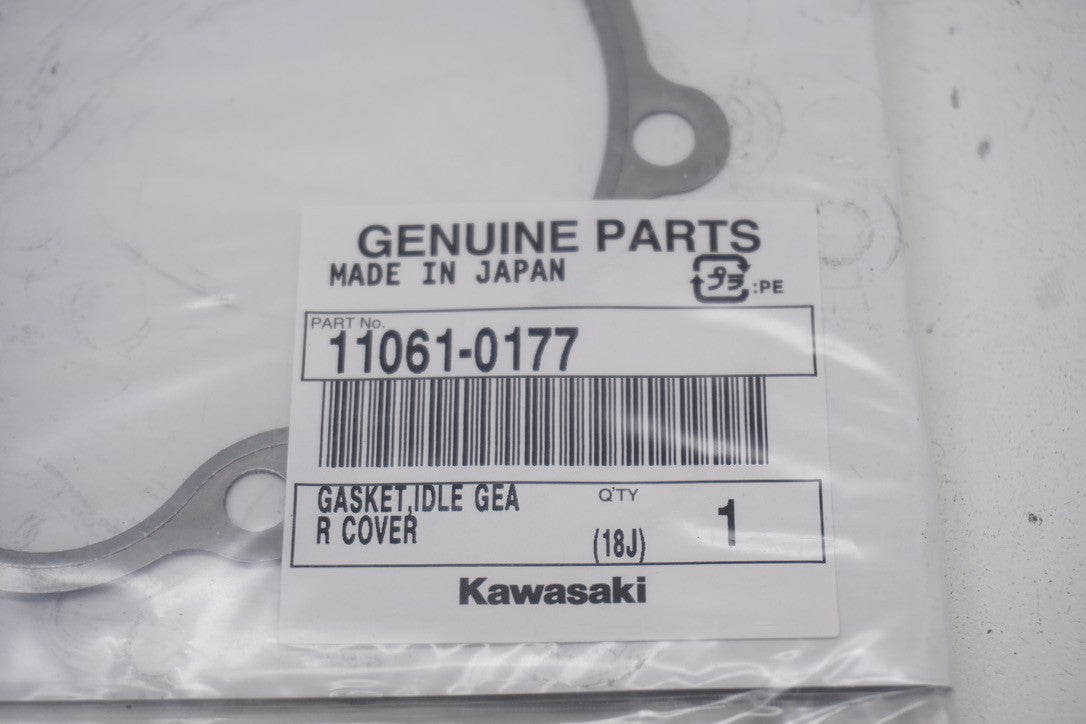 GENUINE PARTS
MADE IN JAPAN
プラ :PE
PART No.
11061-0177
GASKET,IDLE GEA
R COVER
Q'TY
(18J)
1
Kawasaki